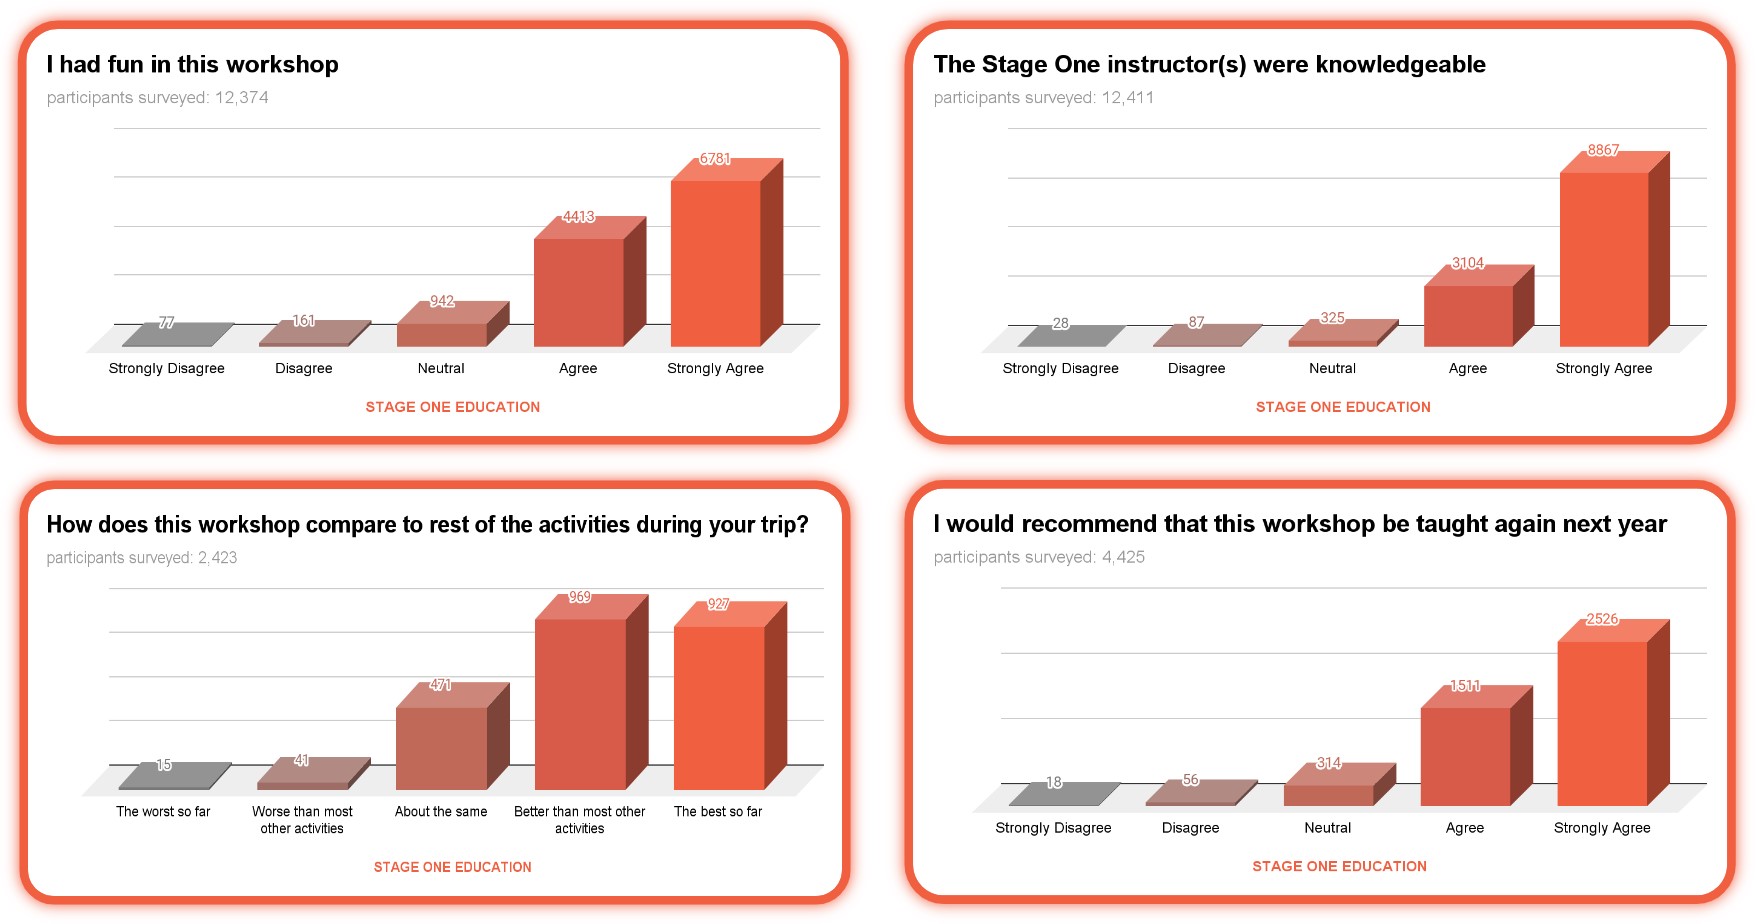 I had fun in this workshop
participants surveyed: 12,374
77
161
942
4413
6781
Strongly Disagree
Disagree
Neutral
Agree
Strongly Agree
STAGE ONE EDUCATION
The Stage One instructor(s) were knowledgeable
participants surveyed: 12,411
28
87
325
3104
8867
Strongly Disagree
Disagree
Neutral
Agree
Strongly Agree
STAGE ONE EDUCATION
How does this workshop compare to rest of the activities during your trip?
participants surveyed: 2,423
15
41
471
969
927
The worst so far
Worse than most
other activities
About the same
Better than most other
activities
The best so far
STAGE ONE EDUCATION
I would recommend that this workshop be taught again next year
participants surveyed: 4,425
18
56
314
1511
2526
Strongly Disagree
Disagree
Neutral
Agree
Strongly Agree
STAGE ONE EDUCATION